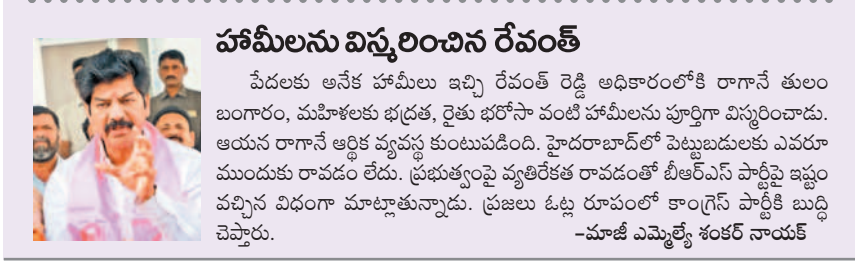 హామీలను విస్మరించిన రేవంత్
పేదలకు అనేక హామీలు ఇచ్చి రేవంత్ రెడ్డి అధికారంలోకి రాగానే తులం
బంగారం, మహిళలకు భద్రత, రైతు భరోసా వంటి హామీలను పూర్తిగా విస్మరించాడు.
ఆయన రాగానే ఆర్థిక వ్యవస్థ కుంటుపడింది. హైదరాబాద్‌లో పెట్టుబడులకు ఎవరూ
ముందుకు రావడం లేదు. ప్రభుత్వంపై వ్యతిరేకత రావడంతో బీఆర్ఎస్ పార్టీపై ఇష్టం
వచ్చిన విధంగా మాట్లాతున్నాడు. ప్రజలు ఓట్ల రూపంలో కాంగ్రెస్ పార్టీకి బుద్ధి
చెప్తారు. –మాజీ ఎమ్మెల్యే శంకర్ నాయక్